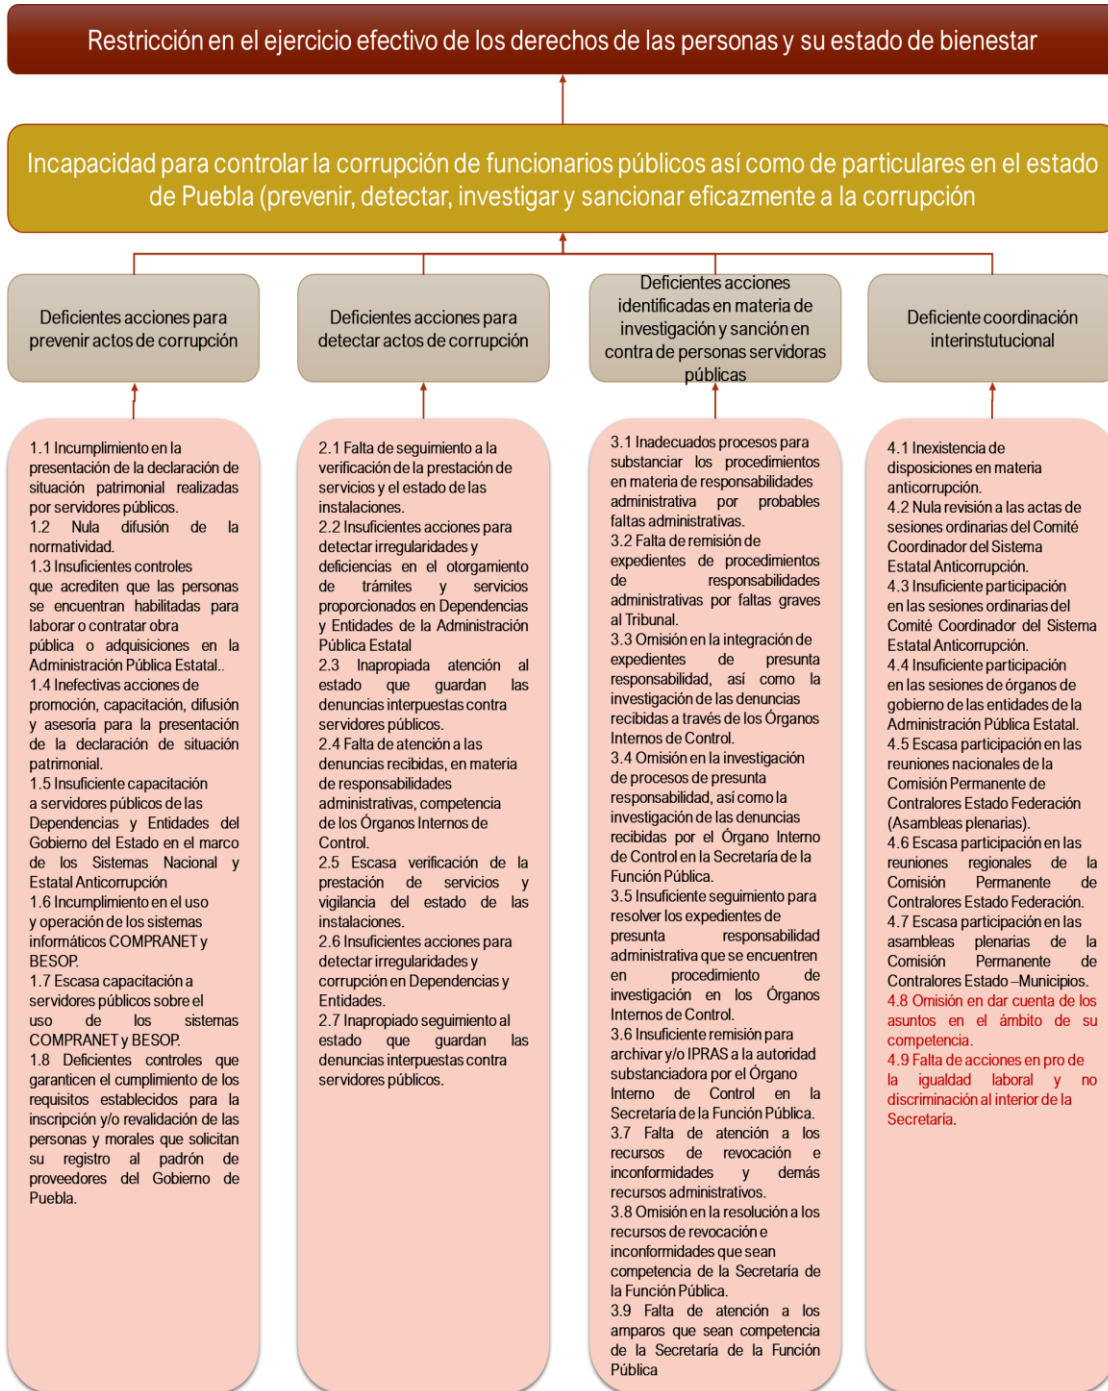 Restricción en el ejercicio efectivo de los derechos de las personas y su estado de bienestar
Incapacidad para controlar la corrupción de funcionarios públicos así como de particulares en el estado
de Puebla (prevenir, detectar, investigar y sancionar eficazmente a la corrupción
Deficientes acciones para
prevenir actos de corrupción
Deficientes acciones para
detectar actos de corrupción
Deficientes acciones
identificadas en materia de
investigación y sanción en
contra de personas servidoras
públicas
Deficiente coordinación
interinstutucional
1.1 Incumplimiento en la
presentación de la declaración de
situación patrimonial realizadas
por servidores públicos.
1.2 Nula difusión de la
normatividad.
1.3 Insuficientes controles
que acrediten que las personas
se encuentran habilitadas para
laborar o contratar obra
pública o adquisiciones en la
Administración Pública Estatal..
1.4 Inefectivas acciones de
promoción, capacitación, difusión
y asesoría para la presentación
de la declaración de situación
patrimonial.
1.5 Insuficiente capacitación
a servidores públicos de las
Dependencias y Entidades del
Gobierno del Estado en el marco
de los Sistemas Nacional y
Estatal Anticorrupción
1.6 Incumplimiento en el uso
y operación de los sistemas
informáticos COMPRANET y
BESOP.
1.7 Escasa capacitación a
servidores públicos sobre el
uso de los sistemas
COMPRANET y BESOP.
1.8 Deficientes controles que
garanticen el cumplimiento de los
requisitos establecidos para la
inscripción y/o revalidación de las
personas y morales que solicitan
su registro al padrón de
proveedores del Gobierno de
Puebla.
2.1 Falta de seguimiento a la
verificación de la prestación de
servicios y el estado de las
instalaciones.
2.2 Insuficientes acciones para
detectar irregularidades y
deficiencias en el otorgamiento
de trámites y servicios
proporcionados en Dependencias
y Entidades de la Administración
Pública Estatal
2.3 Inapropiada atención al
estado que guardan las
denuncias interpuestas contra
servidores públicos.
2.4 Falta de atención a las
denuncias recibidas, en materia
de responsabilidades
administrativas, competencia
de los Órganos Internos de
Control.
2.5 Escasa verificación de la
prestación de servicios y
vigilancia del estado de las
instalaciones.
2.6 Insuficientes acciones para
detectar irregularidades y
corrupción en Dependencias y
Entidades.
2.7 Inapropiado seguimiento al
estado que guardan las
denuncias interpuestas contra
servidores públicos.
3.1 Inadecuados procesos para
substanciar los procedimientos
en materia de responsabilidades
administrativa por probables
faltas administrativas.
3.2 Falta de remisión de
expedientes de procedimientos
de responsabilidades
administrativas por faltas graves
al Tribunal.
3.3 Omisión en la integración de
expedientes de presunta
responsabilidad, así como la
investigación de las denuncias
recibidas a través de los Órganos
Internos de Control.
3.4 Omisión en la investigación
de procesos de presunta
responsabilidad, así como la
investigación de las denuncias
recibidas por el Órgano Interno
de Control en la Secretaría de la
Función Pública.
3.5 Insuficiente seguimiento para
resolver los expedientes de
presunta responsabilidad
administrativa que se encuentren
en procedimiento de
investigación en los Órganos
Internos de Control.
3.6 Insuficiente remisión para
archivar y/o IPRAS a la autoridad
substanciadora por el Órgano
Interno de Control en la
Secretaría de la Función Pública.
3.7 Falta de atención a los
recursos de revocación e
inconformidades y demás
recursos administrativos.
3.8 Omisión en la resolución a los
recursos de revocación e
inconformidades que sean
competencia de la Secretaría de
la Función Pública.
3.9 Falta de atención a los
amparos que sean competencia
de la Secretaría de la Función
Pública
4.1 Inexistencia de
disposiciones en materia
anticorrupción.
4.2 Nula revisión a las actas de
sesiones ordinarias del Comité
Coordinador del Sistema
Estatal Anticorrupción.
4.3 Insuficiente participación
en las sesiones ordinarias del
Comité Coordinador del Sistema
Estatal Anticorrupción.
4.4 Insuficiente participación
en las sesiones de órganos de
gobierno de las entidades de la
Administración Pública Estatal.
4.5 Escasa participación en las
reuniones nacionales de la
Comisión Permanente de
Contralores Estado Federación
(Asambleas plenarias).
4.6 Escasa participación en las
reuniones regionales de la
Comisión Permanente de
Contralores Estado Federación.
4.7 Escasa participación en las
asambleas plenarias de la
Comisión Permanente de
Contralores Estado –Municipios.
4.8 Omisión en dar cuenta de los
asuntos en el ámbito de su
competencia.
4.9 Falta de acciones en pro de
la igualdad laboral y no
discriminación al interior de la
Secretaría.